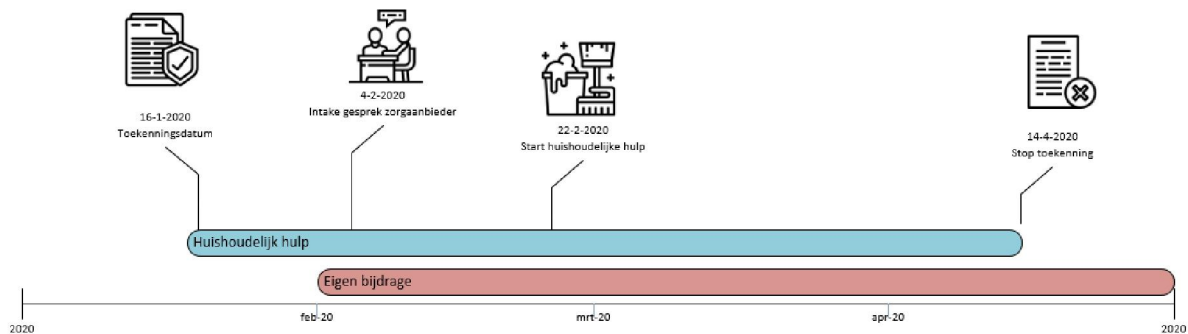 16-1-2020
Toekenningsdatum
4-2-2020
Intake gesprek zorgaanbieder
22-2-2020
Start huishoudelijke hulp
14-4-2020
Stop toekenning
Huishoudelijk hulp
Eigen bijdrage
2020
feb-20
mrt-20
apr-20
2020